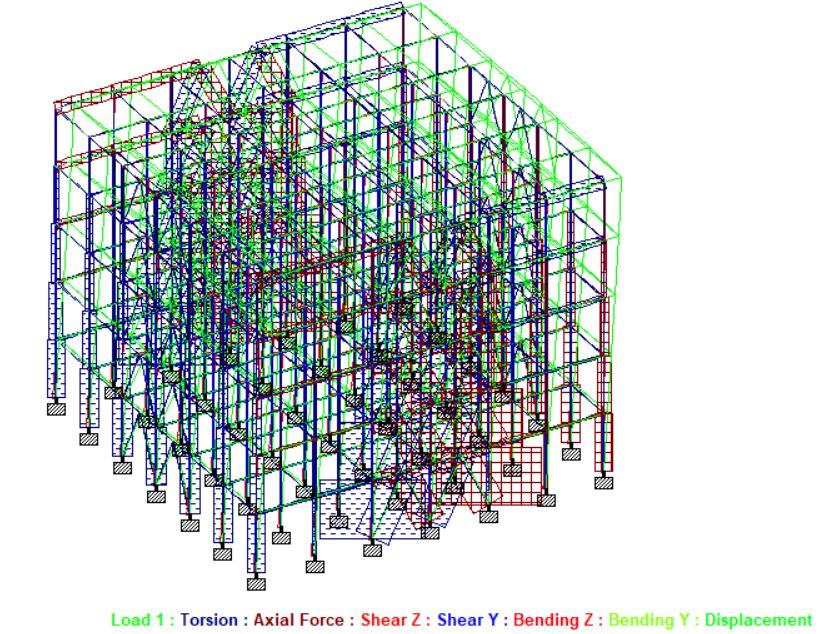 Load 1 : Torsion : Axial Force : Shear Z : Shear Y : Bending Z : Bending Y : Displacement